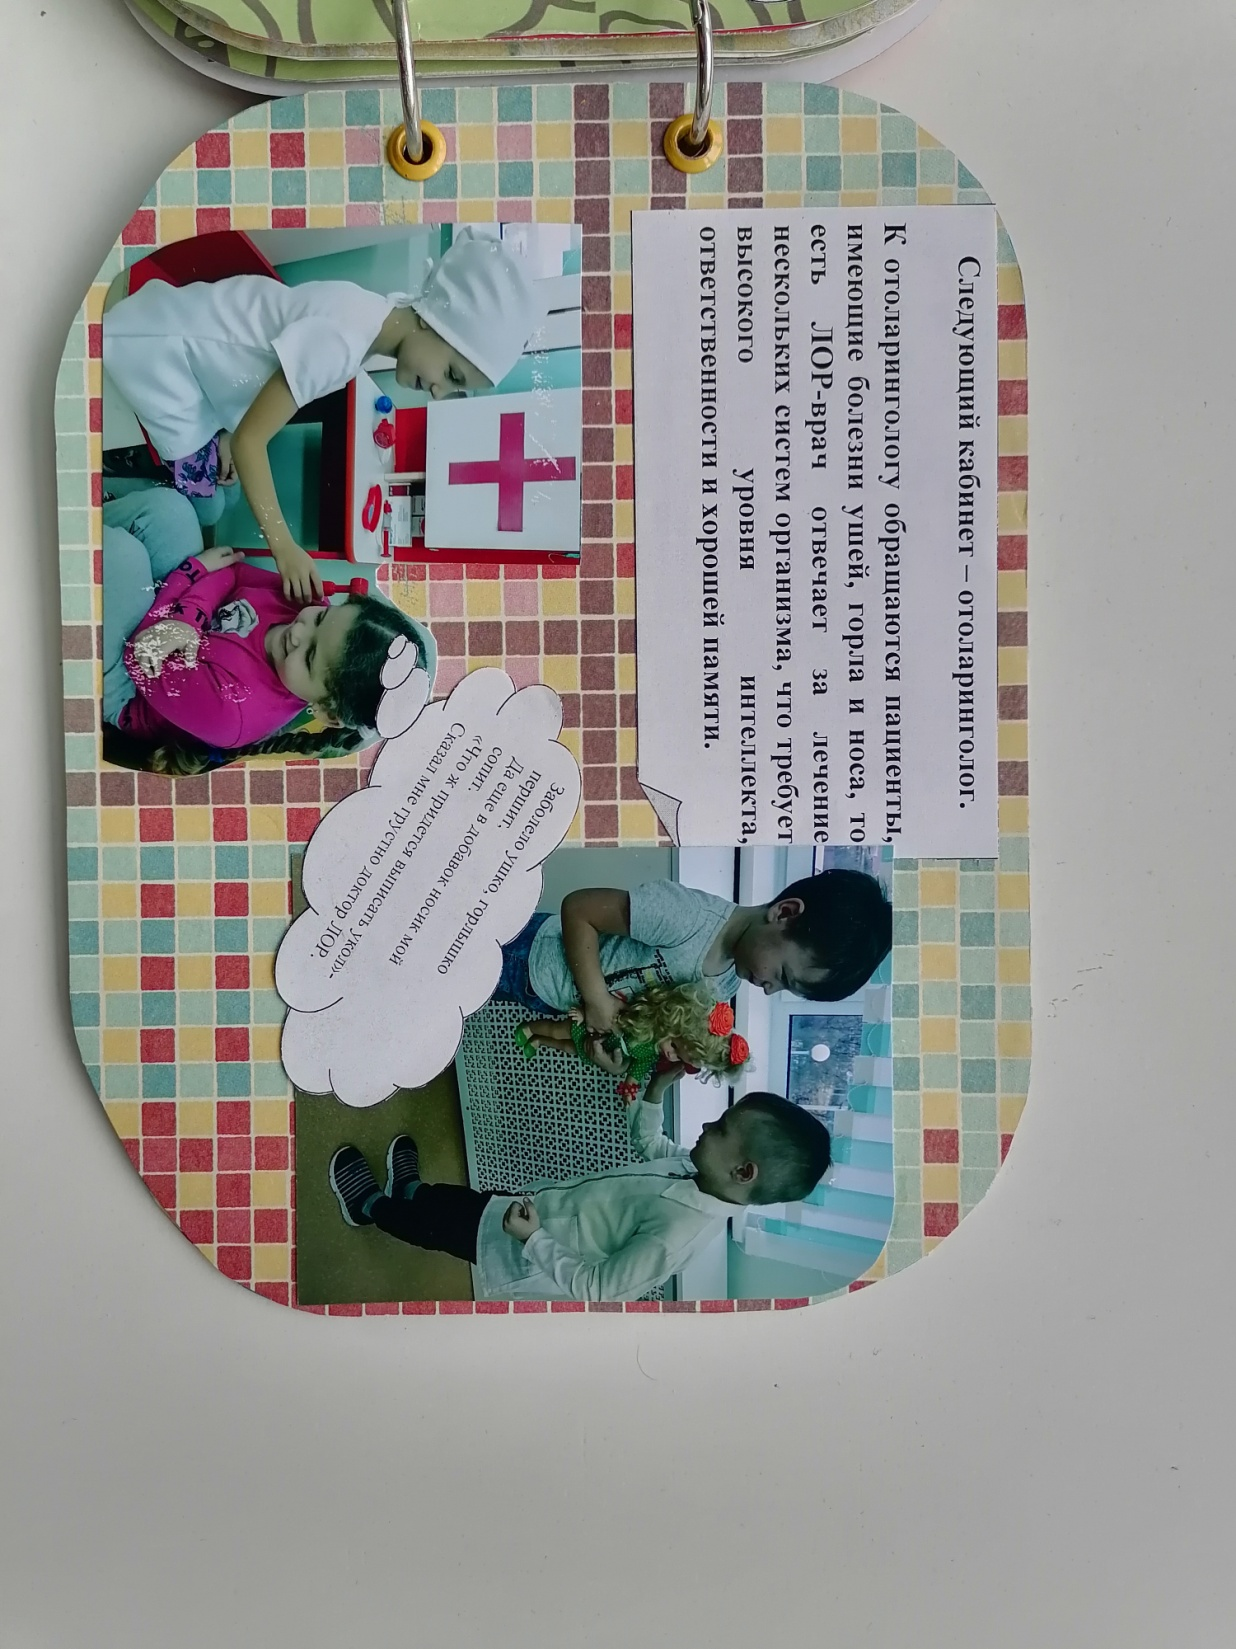 Следующий кабинет – отоларинголог.
К отоларингологу обращаются пациенты,
имеющие болезни ушей, горла и носа, то
есть ЛОР-врач отвечает за лечение
нескольких систем организма, что требует
высокого уровня интеллекта,
ответственности и хорошей памяти.
Заболело ушко, горлышко
першит,
Да еще в добавок носик мой
сопит.
«Что ж придется выписать укол»-
Сказал мне грустно доктор ЛОР.